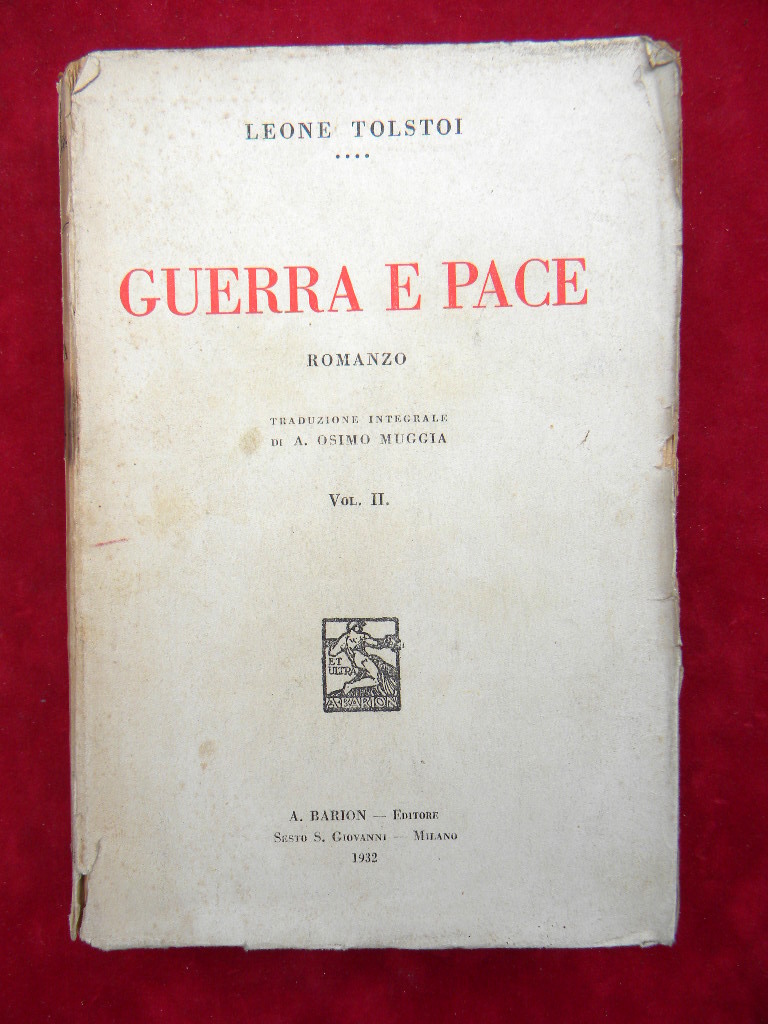 LEONE TOLSTOI
••••
GUERRA E PACE
ROMANZO
TRADUZIONE INTEGRALE
DI A. OSIMO MUGGIA
VOL. II.
ET
ULTRA
A·BARION
A. BARION — EDITORE
SESTO S. GIOVANNI — MILANO
1932